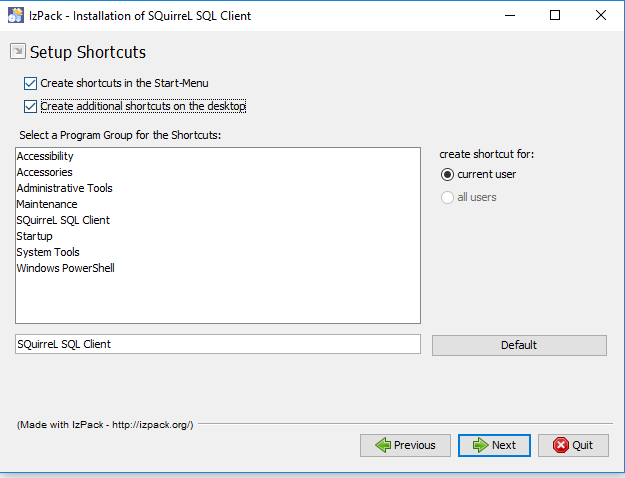 IzPack - Installation of SQuirreL SQL Client
Setup Shortcuts
Create shortcuts in the Start-Menu
Create additional shortcuts on the desktop
Select a Program Group for the Shortcuts:
Accessibility
Accessories
Administrative Tools
Maintenance
SQuirreL SQL Client
Startup
System Tools
Windows PowerShell
create shortcut for:
current user
all users
SQuirreL SQL Client
Default
(Made with IzPack - http://izpack.org/)
Previous
Next
Quit